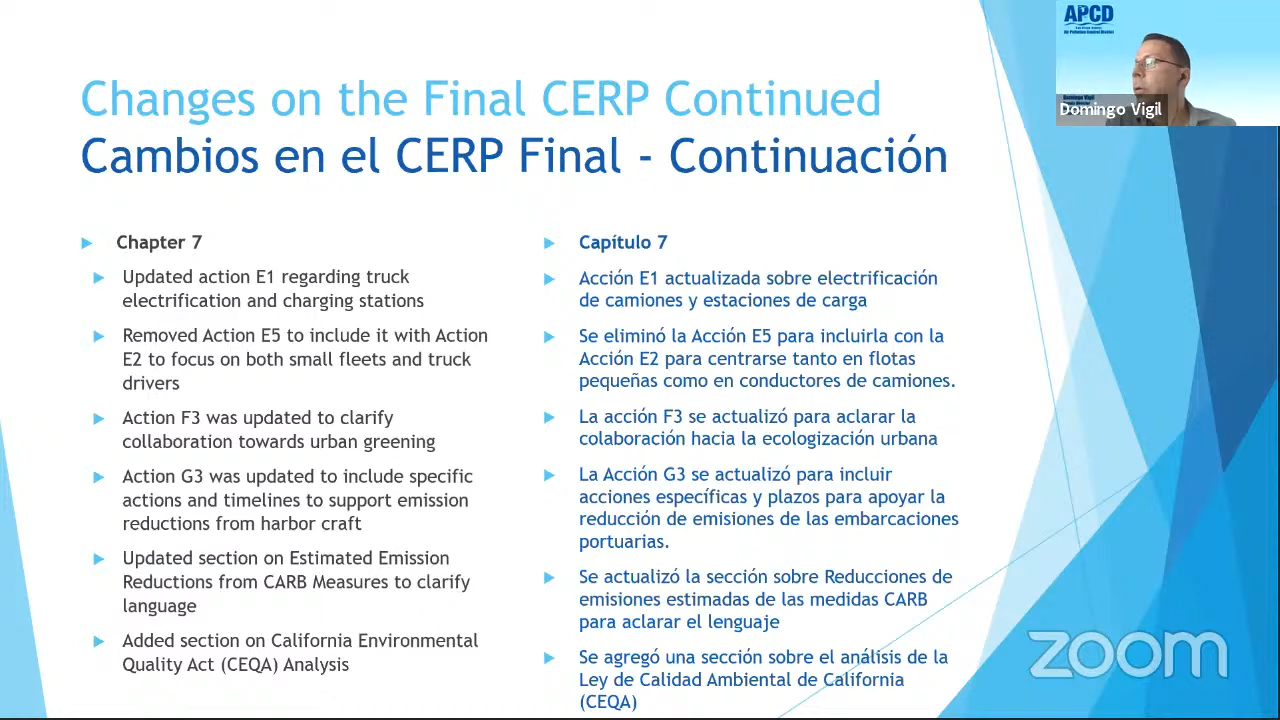 Changes on the Final CERP Continued
Cambios en el CERP Final - Continuación
Chapter 7
Updated action E1 regarding truck
electrification and charging stations
Removed Action E5 to include it with Action
E2 to focus on both small fleets and truck
drivers
Action F3 was updated to clarify
collaboration towards urban greening
Action G3 was updated to include specific
actions and timelines to support emission
reductions from harbor craft
Updated section on Estimated Emission
Reductions from CARB Measures to clarify
language
Added section on California Environmental
Quality Act (CEQA) Analysis
Capítulo 7
Acción E1 actualizada sobre electrificación
de camiones y estaciones de carga
Se eliminó la Acción E5 para incluirla con la
Acción E2 para centrarse tanto en flotas
pequeñas como en conductores de camiones.
La acción F3 se actualizó para aclarar la
colaboración hacia la ecologización urbana
La Acción G3 se actualizó para incluir
acciones específicas y plazos para apoyar la
reducción de emisiones de las embarcaciones
portuarias.
Se actualizó la sección sobre Reducciones de
emisiones estimadas de las medidas CARB
para aclarar el lenguaje
Se agregó una sección sobre el análisis de la
Ley de Calidad Ambiental de California
(CEQA)
APCD
Air Pollution Control District
Domingo Vigil
zoom